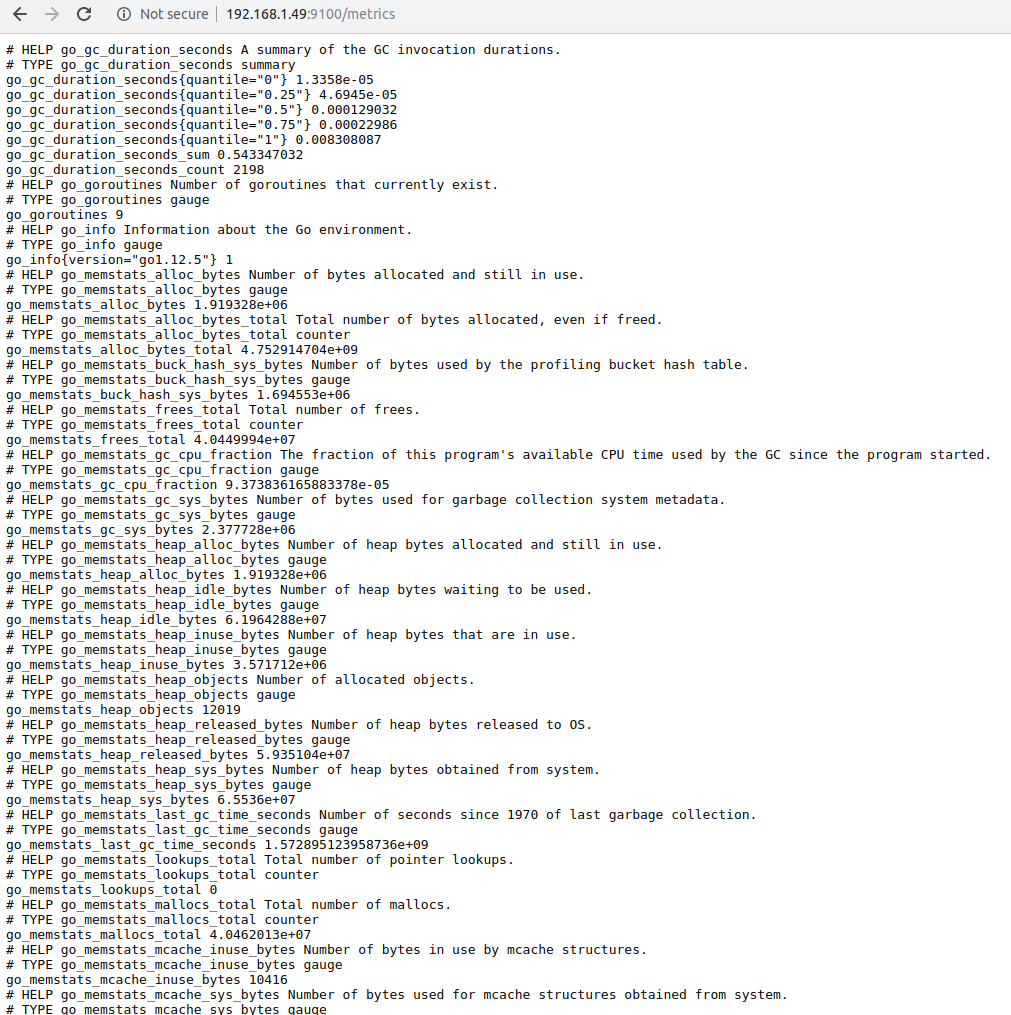 Not secure 192.168.1.49:9100/metrics
# HELP go_gc_duration_seconds A summary of the GC invocation durations.
# TYPE go_gc_duration_seconds summary
go_gc_duration_seconds{quantile="0"} 1.3358e-05
go_gc_duration_seconds{quantile="0.25"} 4.6945e-05
go_gc_duration_seconds{quantile="0.5"} 0.000129032
go_gc_duration_seconds{quantile="0.75"} 0.00022986
go_gc_duration_seconds{quantile="1"} 0.008308087
go_gc_duration_seconds_sum 0.543347032
go_gc_duration_seconds_count 2198
# HELP go_goroutines Number of goroutines that currently exist.
# TYPE go_goroutines gauge
go_goroutines 9
# HELP go_info Information about the Go environment.
# TYPE go_info gauge
go_info{version="go1.12.5"} 1
# HELP go_memstats_alloc_bytes Number of bytes allocated and still in use.
# TYPE go_memstats_alloc_bytes gauge
go_memstats_alloc_bytes 1.919328e+06
# HELP go_memstats_alloc_bytes_total Total number of bytes allocated, even if freed.
# TYPE go_memstats_alloc_bytes_total counter
go_memstats_alloc_bytes_total 4.752914704e+09
# HELP go_memstats_buck_hash_sys_bytes Number of bytes used by the profiling bucket hash table.
# TYPE go_memstats_buck_hash_sys_bytes gauge
go_memstats_buck_hash_sys_bytes 1.694553e+06
# HELP go_memstats_frees_total Total number of frees.
# TYPE go_memstats_frees_total counter
go_memstats_frees_total 4.0449994e+07
# HELP go_memstats_gc_cpu_fraction The fraction of this program's available CPU time used by the GC since the program started.
# TYPE go_memstats_gc_cpu_fraction gauge
go_memstats_gc_cpu_fraction 9.373836165883378e-05
# HELP go_memstats_gc_sys_bytes Number of bytes used for garbage collection system metadata.
# TYPE go_memstats_gc_sys_bytes gauge
go_memstats_gc_sys_bytes 2.377728e+06
# HELP go_memstats_heap_alloc_bytes Number of heap bytes allocated and still in use.
# TYPE go_memstats_heap_alloc_bytes gauge
go_memstats_heap_alloc_bytes 1.919328e+06
# HELP go_memstats_heap_idle_bytes Number of heap bytes waiting to be used.
# TYPE go_memstats_heap_idle_bytes gauge
go_memstats_heap_idle_bytes 6.1964288e+07
# HELP go_memstats_heap_inuse_bytes Number of heap bytes that are in use.
# TYPE go_memstats_heap_inuse_bytes gauge
go_memstats_heap_inuse_bytes 3.571712e+06
# HELP go_memstats_heap_objects Number of allocated objects.
# TYPE go_memstats_heap_objects gauge
go_memstats_heap_objects 12019
# HELP go_memstats_heap_released_bytes Number of heap bytes released to OS.
# TYPE go_memstats_heap_released_bytes gauge
go_memstats_heap_released_bytes 5.935104e+07
# HELP go_memstats_heap_sys_bytes Number of heap bytes obtained from system.
# TYPE go_memstats_heap_sys_bytes gauge
go_memstats_heap_sys_bytes 6.5536e+07
# HELP go_memstats_last_gc_time_seconds Number of seconds since 1970 of last garbage collection.
# TYPE go_memstats_last_gc_time_seconds gauge
go_memstats_last_gc_time_seconds 1.572895123958736e+09
# HELP go_memstats_lookups_total Total number of pointer lookups.
# TYPE go_memstats_lookups_total counter
go_memstats_lookups_total 0
# HELP go_memstats_mallocs_total Total number of mallocs.
# TYPE go_memstats_mallocs_total counter
go_memstats_mallocs_total 4.0462013e+07
# HELP go_memstats_mcache_inuse_bytes Number of bytes in use by mcache structures.
# TYPE go_memstats_mcache_inuse_bytes gauge
go_memstats_mcache_inuse_bytes 10416
# HELP go_memstats_mcache_sys_bytes Number of bytes used for mcache structures obtained from system.
# TYPE go_memstats_mcache_sys_bytes gauge